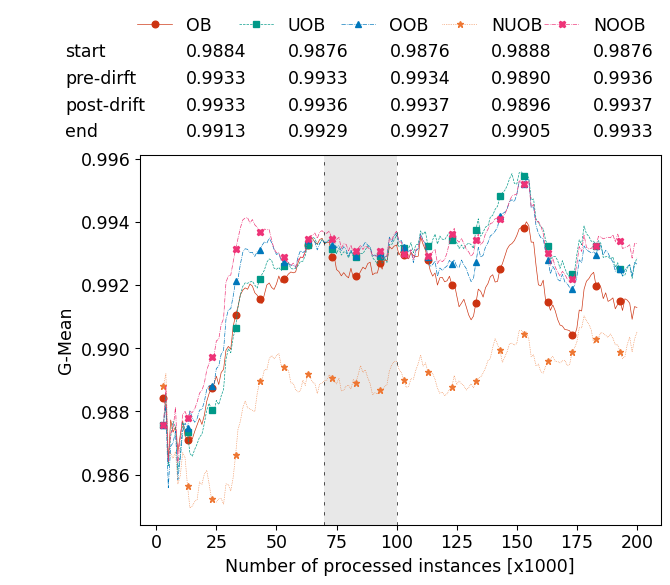 OB UOB OOB NUOB NOOB
start 0.9884 0.9876 0.9876 0.9888 0.9876
pre-dirft 0.9933 0.9933 0.9934 0.9890 0.9936
post-drift 0.9933 0.9936 0.9937 0.9896 0.9937
end 0.9913 0.9929 0.9927 0.9905 0.9933
0.996
0.994
0.992
0.990
0.988
0.986
G-Mean
0 25 50 75 100 125 150 175 200
Number of processed instances [x1000]